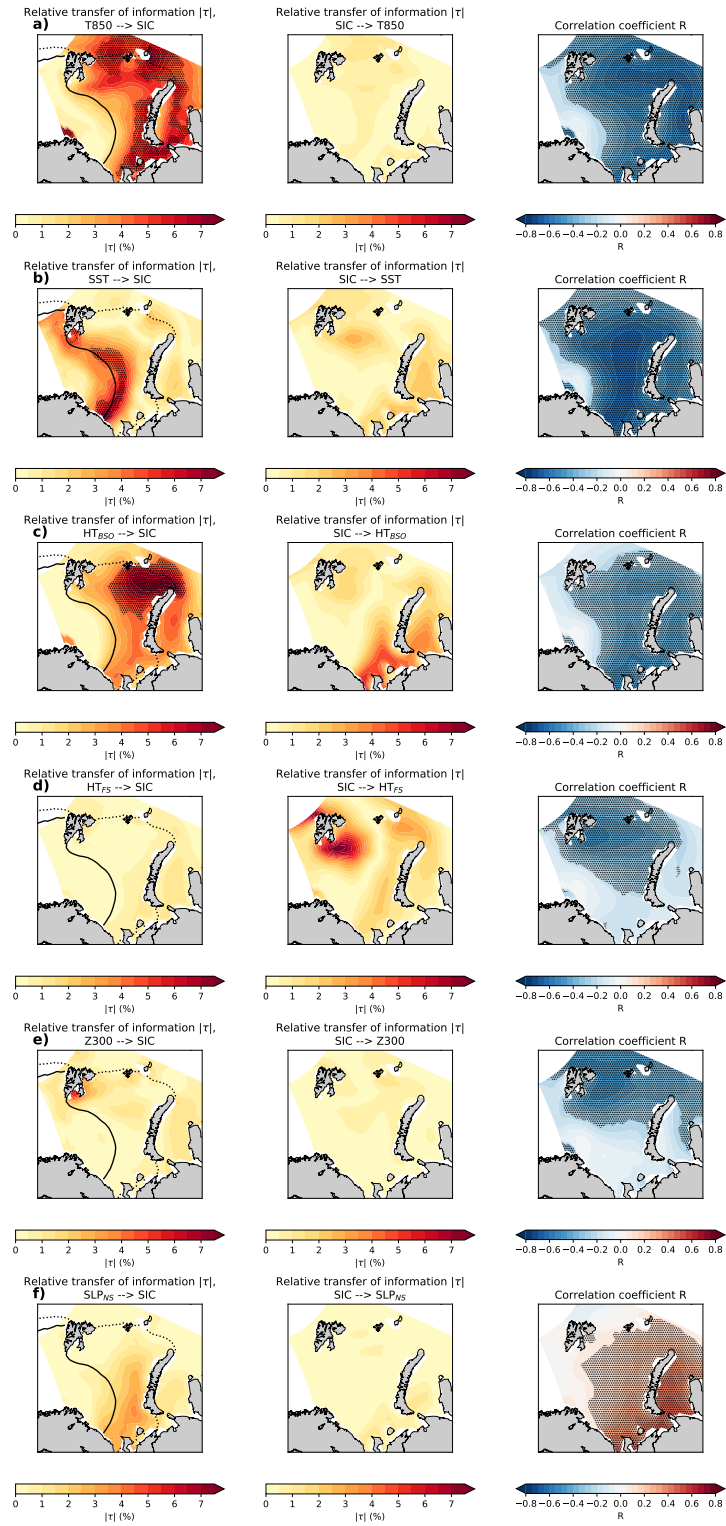 Relative transfer of information |τ|,
a) T850 --> SIC
Relative transfer of information |τ|
SIC --> T850
Correlation coefficient R
0 1 2 3 4 5 6 7
|τ| (%)
0 1 2 3 4 5 6 7
|τ| (%)
−0.8 −0.6 −0.4 −0.2 0.0 0.2 0.4 0.6 0.8
R
Relative transfer of information |τ|,
b) SST --> SIC
Relative transfer of information |τ|
SIC --> SST
Correlation coefficient R
0 1 2 3 4 5 6 7
|τ| (%)
0 1 2 3 4 5 6 7
|τ| (%)
−0.8 −0.6 −0.4 −0.2 0.0 0.2 0.4 0.6 0.8
R
Relative transfer of information |τ|,
c) HT_BSO --> SIC
Relative transfer of information |τ|
SIC --> HT_BSO
Correlation coefficient R
0 1 2 3 4 5 6 7
|τ| (%)
0 1 2 3 4 5 6 7
|τ| (%)
−0.8 −0.6 −0.4 −0.2 0.0 0.2 0.4 0.6 0.8
R
Relative transfer of information |τ|,
d) HT_FS --> SIC
Relative transfer of information |τ|
SIC --> HT_FS
Correlation coefficient R
0 1 2 3 4 5 6 7
|τ| (%)
0 1 2 3 4 5 6 7
|τ| (%)
−0.8 −0.6 −0.4 −0.2 0.0 0.2 0.4 0.6 0.8
R
Relative transfer of information |τ|,
e) Z300 --> SIC
Relative transfer of information |τ|
SIC --> Z300
Correlation coefficient R
0 1 2 3 4 5 6 7
|τ| (%)
0 1 2 3 4 5 6 7
|τ| (%)
−0.8 −0.6 −0.4 −0.2 0.0 0.2 0.4 0.6 0.8
R
Relative transfer of information |τ|,
f) SLP_NS --> SIC
Relative transfer of information |τ|
SIC --> SLP_NS
Correlation coefficient R
0 1 2 3 4 5 6 7
|τ| (%)
0 1 2 3 4 5 6 7
|τ| (%)
−0.8 −0.6 −0.4 −0.2 0.0 0.2 0.4 0.6 0.8
R